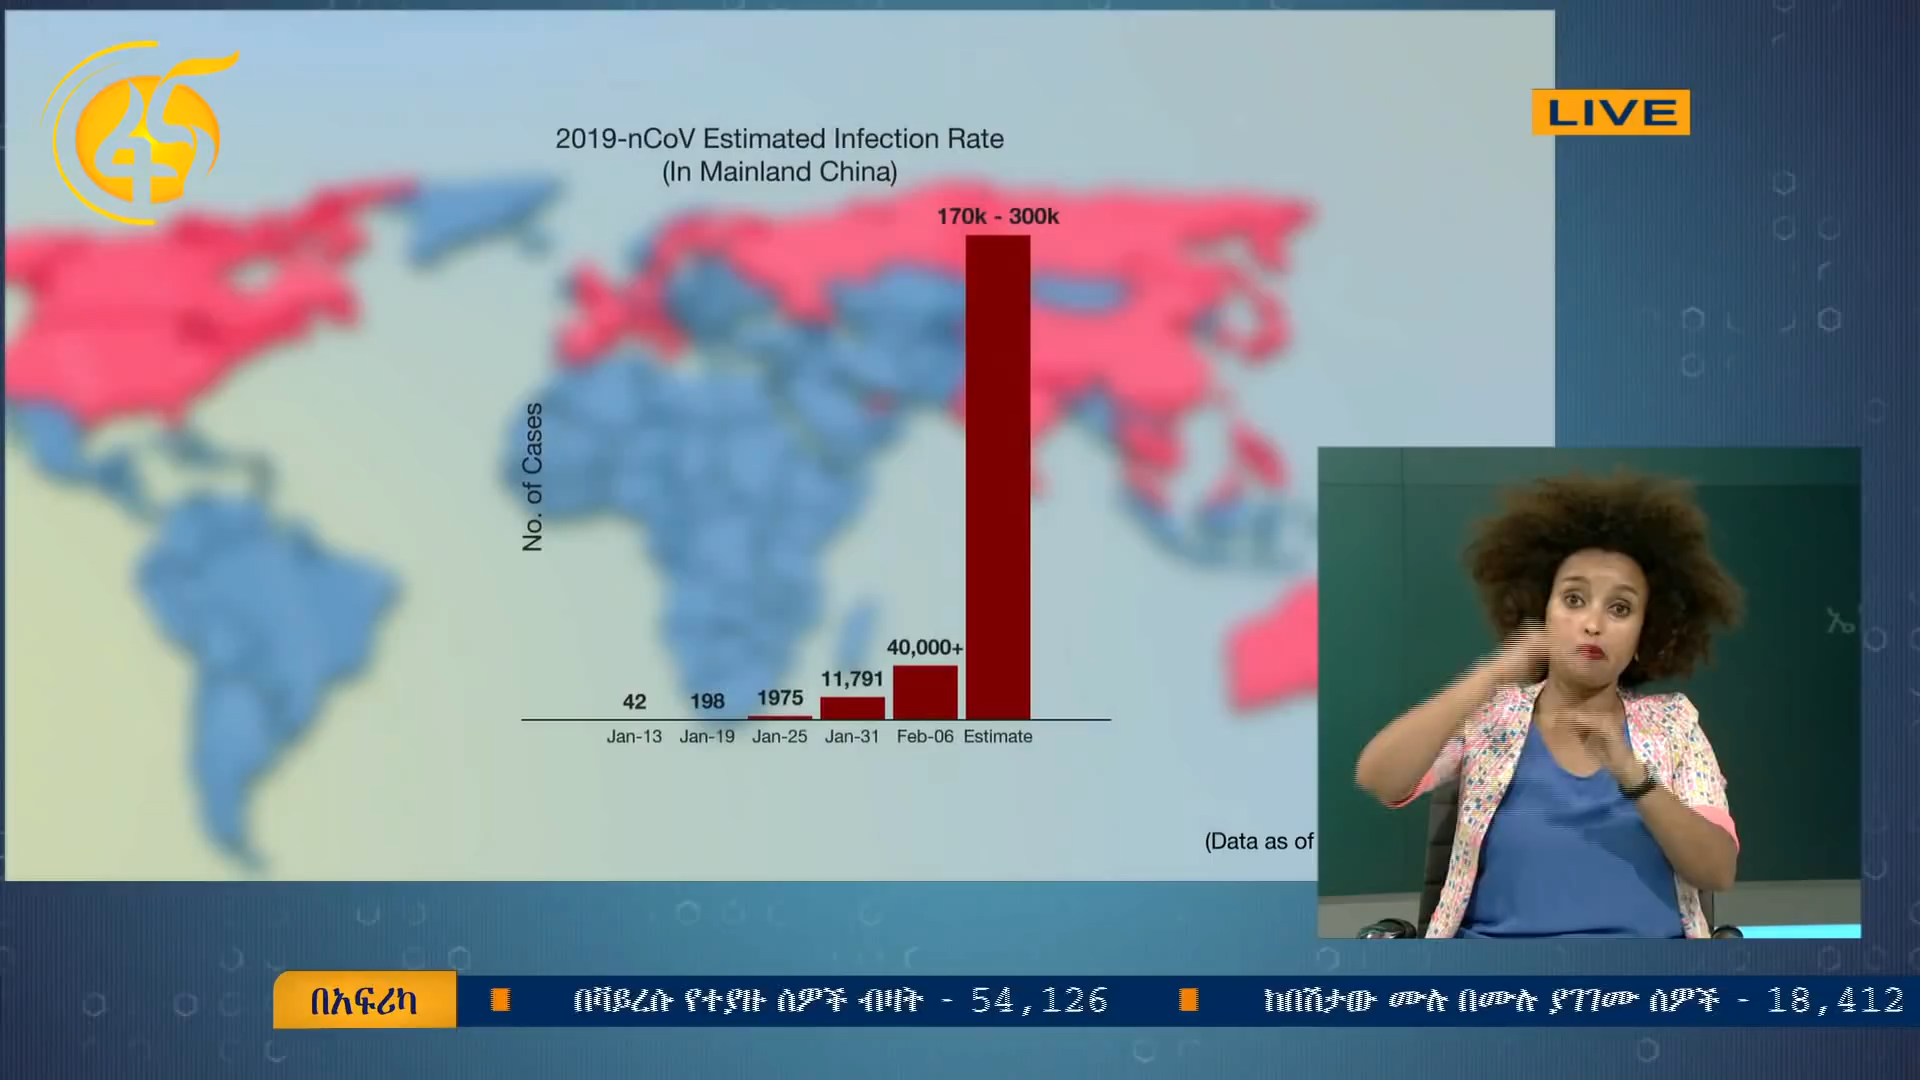 LIVE
2019-nCoV Estimated Infection Rate
(In Mainland China)
170k - 300k
No. of Cases
40,000+
11,791
1975
198
42
Jan-13 Jan-19 Jan-25 Jan-31 Feb-06 Estimate
(Data as of
በአፍሪካ
በቫይረሱ የተያዙ ሰዎች ብዛት - 54,126
ከበሽታው ሙሉ በሙሉ ያገገሙ ሰዎች - 18,412